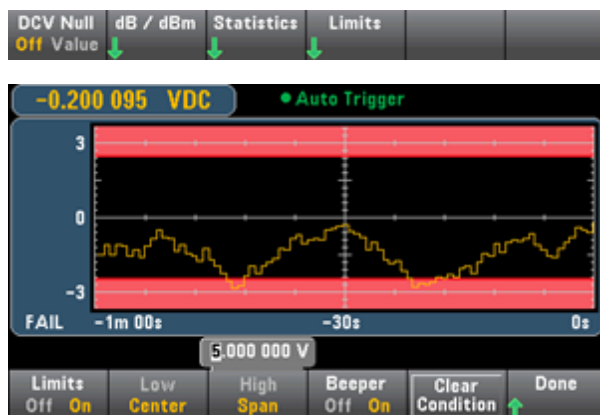 DCV Null dB / dBm Statistics Limits
Off Value
-0.200 095 VDC Auto Trigger
3
0
-3
FAIL -1m 00s -30s 0s
5.000 000 V
Limits Low High Beeper Clear Done
Off On Center Span Off On Condition